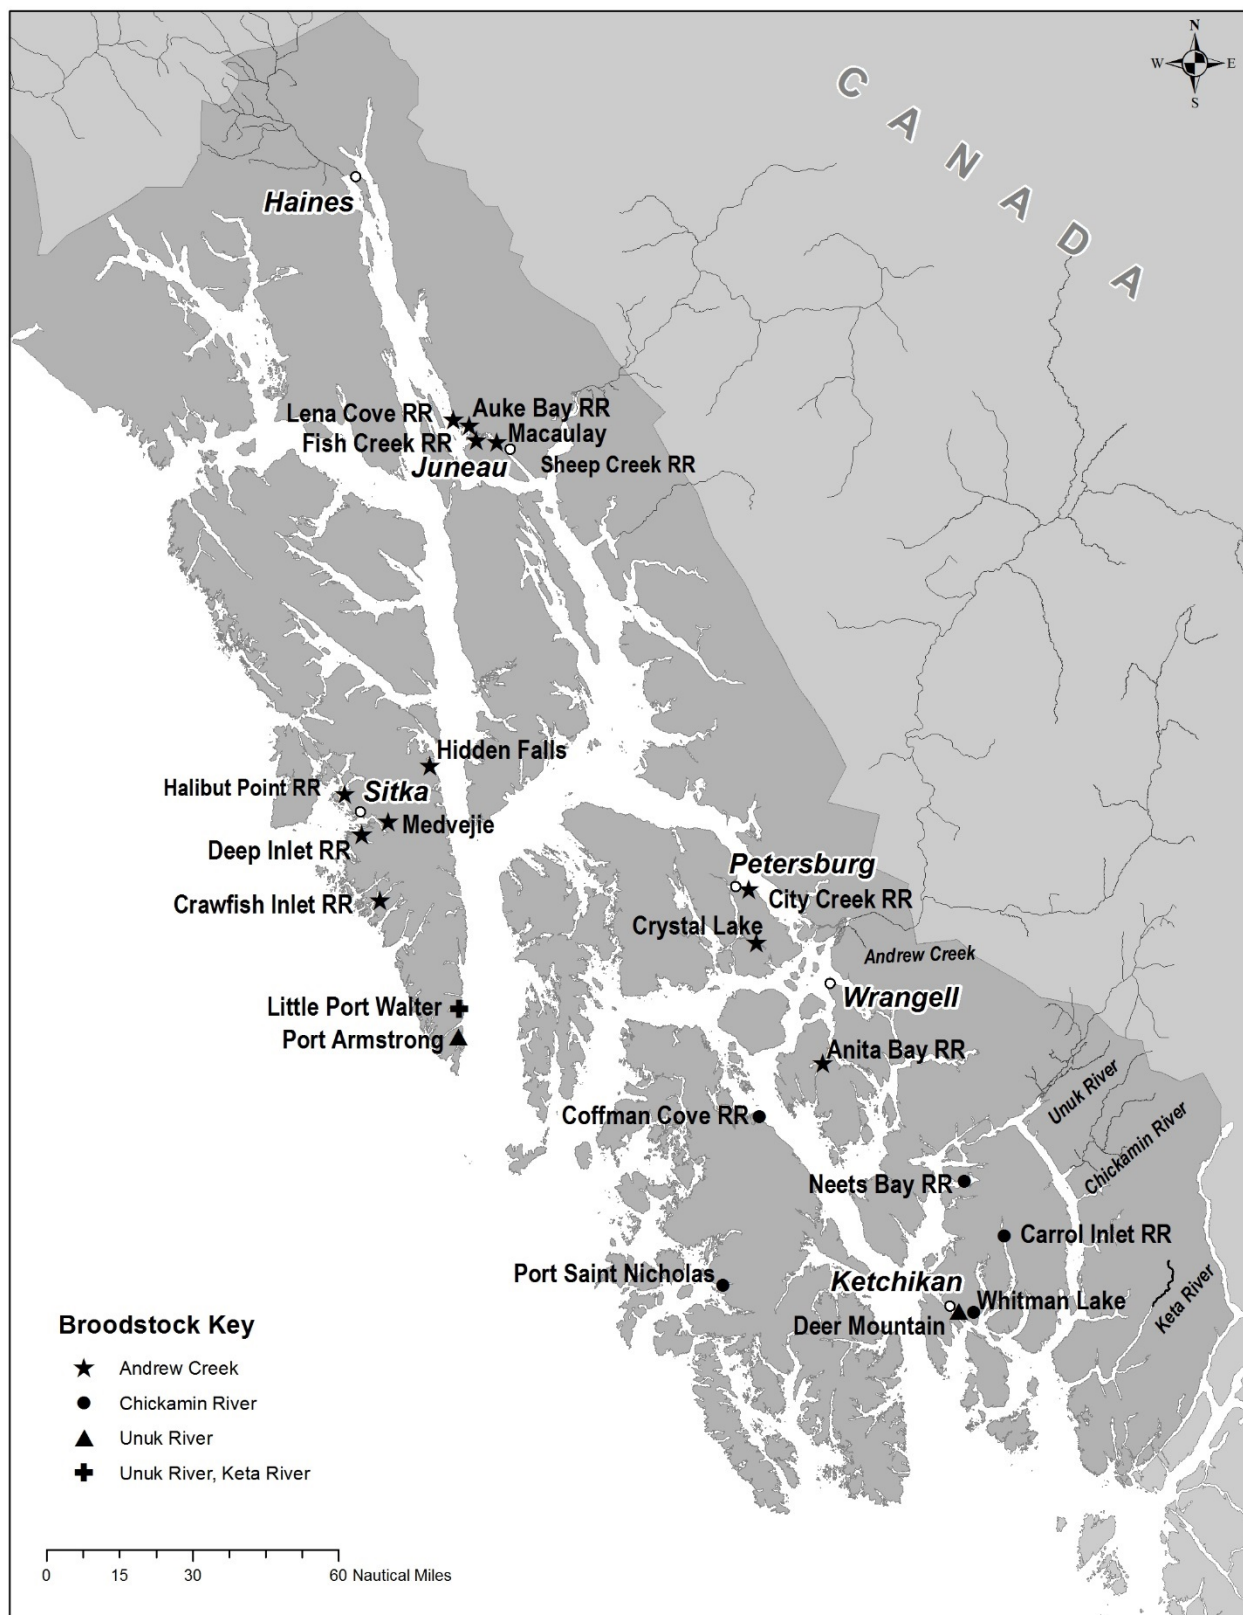 N
W
E
S
CANADA
Haines
Lena Cove RR
Auke Bay RR
Fish Creek RR
Macaulay
Juneau
Sheep Creek RR
Hidden Falls
Halibut Point RR
Sitka
Medvejie
Deep Inlet RR
Crawfish Inlet RR
Petersburg
City Creek RR
Crystal Lake
Andrew Creek
Wrangell
Little Port Walter
Port Armstrong
Anita Bay RR
Unuk River
Coffman Cove RR
Chickamin River
Neets Bay RR
Carrol Inlet RR
Port Saint Nicholas
Ketchikan
Keta River
Whitman Lake
Deer Mountain
Broodstock Key
Andrew Creek
Chickamin River
Unuk River
Unuk River, Keta River
0 15 30 60 Nautical Miles